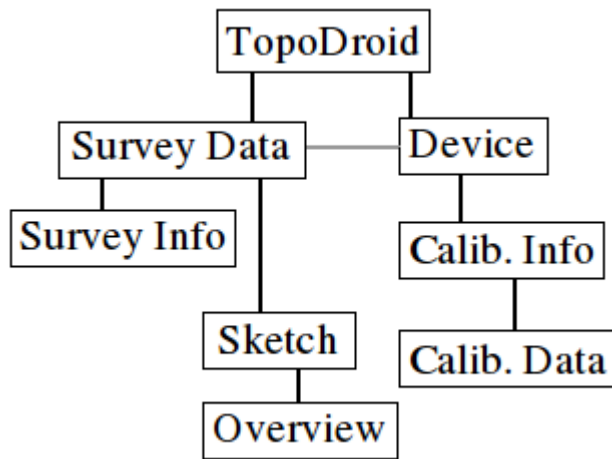 TopoDroid
Survey Data
Device
Survey Info
Calib. Info
Sketch
Calib. Data
Overview